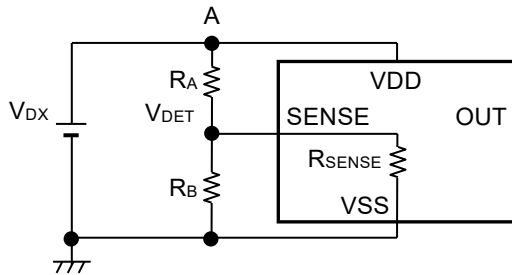 A
RA
VDD
VDX
VDET
SENSE
OUT
RSENSE
RB
VSS